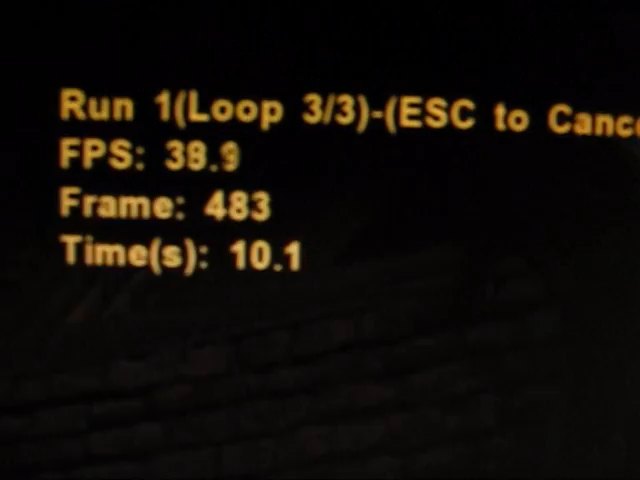 Run 1(Loop 3/3)-(ESC to Cance
FPS: 38.9
Frame: 483
Time(s): 10.1